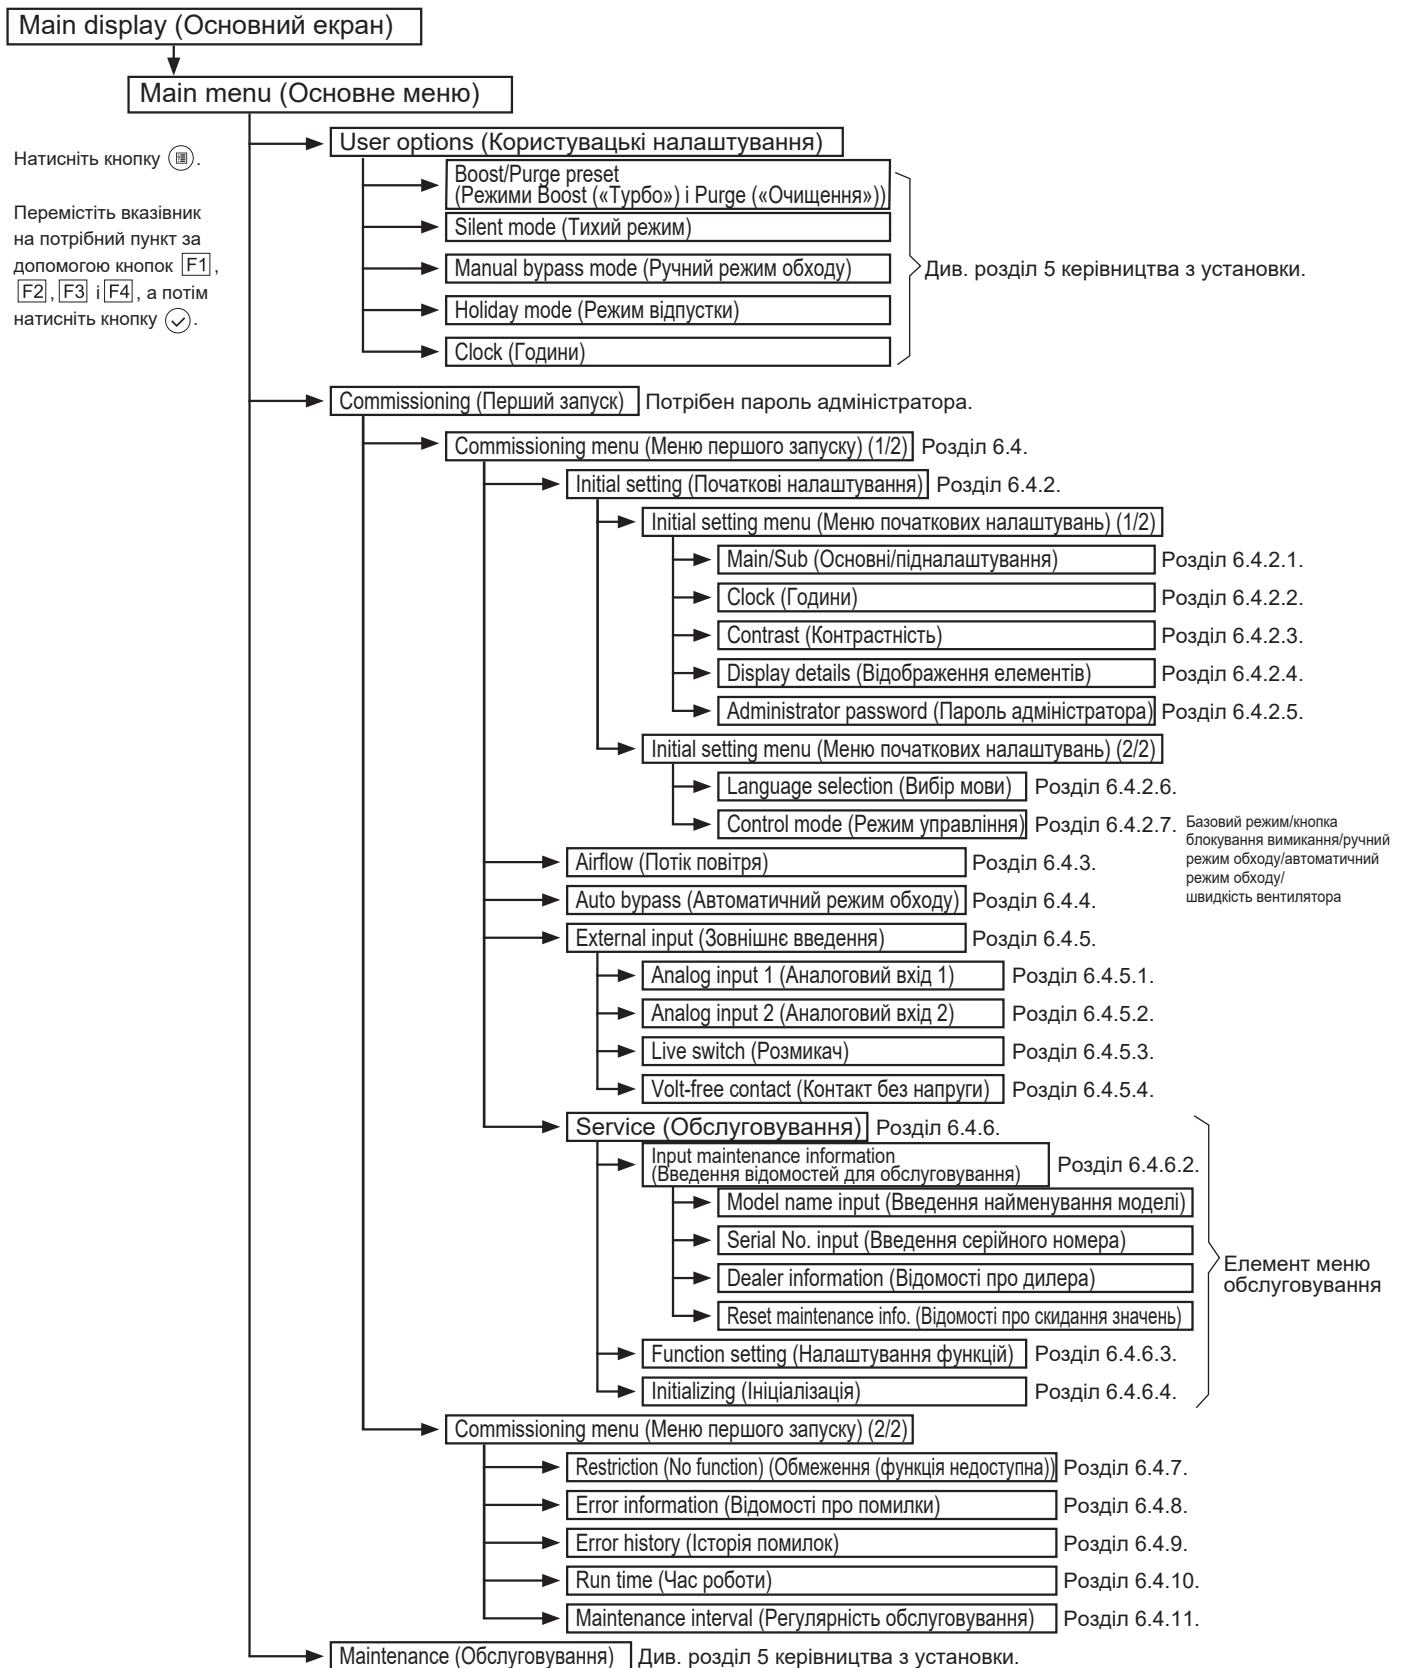 Main display (Основний екран)
Main menu (Основне меню)
Натисніть кнопку .
Перемістіть вказівник
на потрібний пункт за
допомогою кнопок F1,
F2, F3 і F4, а потім
натисніть кнопку .
User options (Користувацькі налаштування)
Boost/Purge preset
(Режими Boost («Турбо») і Purge («Очищення»))
Silent mode (Тихий режим)
Manual bypass mode (Ручний режим обходу)
Holiday mode (Режим відпустки)
Clock (Години)
Див. розділ 5 керівництва з установки.
Commissioning (Перший запуск) Потрібен пароль адміністратора.
Commissioning menu (Меню першого запуску) (1/2) Розділ 6.4.
Initial setting (Початкові налаштування) Розділ 6.4.2.
Initial setting menu (Меню початкових налаштувань) (1/2)
Main/Sub (Основні/підналаштування) Розділ 6.4.2.1.
Clock (Години) Розділ 6.4.2.2.
Contrast (Контрастність) Розділ 6.4.2.3.
Display details (Відображення елементів) Розділ 6.4.2.4.
Administrator password (Пароль адміністратора) Розділ 6.4.2.5.
Initial setting menu (Меню початкових налаштувань) (2/2)
Language selection (Вибір мови) Розділ 6.4.2.6.
Control mode (Режим управління) Розділ 6.4.2.7.
Базовий режим/кнопка
блокування вимикання/ручний
режим обходу/автоматичний
режим обходу/
швидкість вентилятора
Airflow (Потік повітря) Розділ 6.4.3.
Auto bypass (Автоматичний режим обходу) Розділ 6.4.4.
External input (Зовнішнє введення) Розділ 6.4.5.
Analog input 1 (Аналоговий вхід 1) Розділ 6.4.5.1.
Analog input 2 (Аналоговий вхід 2) Розділ 6.4.5.2.
Live switch (Розмикач) Розділ 6.4.5.3.
Volt-free contact (Контакт без напруги) Розділ 6.4.5.4.
Service (Обслуговування) Розділ 6.4.6.
Input maintenance information
(Введення відомостей для обслуговування) Розділ 6.4.6.2.
Model name input (Введення найменування моделі)
Serial No. input (Введення серійного номера)
Dealer information (Відомості про дилера)
Reset maintenance info. (Відомості про скидання значень)
Елемент меню
обслуговування
Function setting (Налаштування функцій) Розділ 6.4.6.3.
Initializing (Ініціалізація) Розділ 6.4.6.4.
Commissioning menu (Меню першого запуску) (2/2)
Restriction (No function) (Обмеження (функція недоступна)) Розділ 6.4.7.
Error information (Відомості про помилки) Розділ 6.4.8.
Error history (Історія помилок) Розділ 6.4.9.
Run time (Час роботи) Розділ 6.4.10.
Maintenance interval (Регулярність обслуговування) Розділ 6.4.11.
Maintenance (Обслуговування) Див. розділ 5 керівництва з установки.